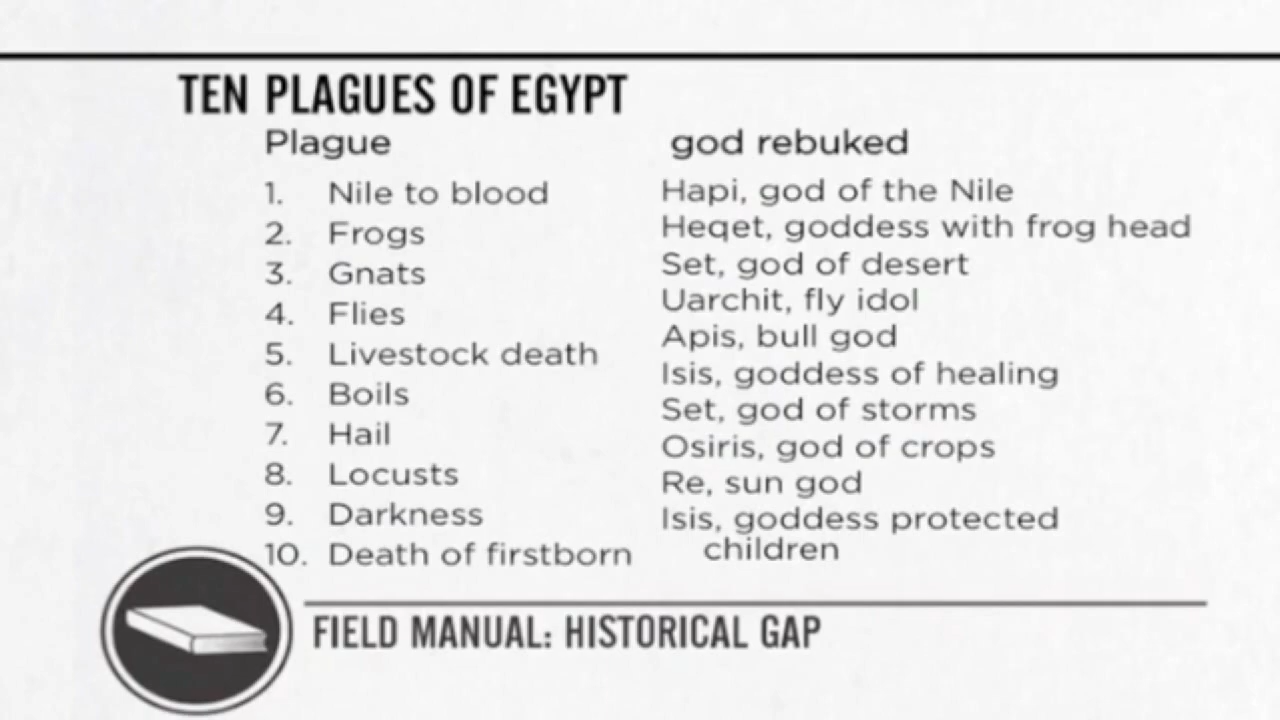 TEN PLAGUES OF EGYPT
Plague god rebuked
1. Nile to blood Hapi, god of the Nile
2. Frogs Heqet, goddess with frog head
3. Gnats Set, god of desert
4. Flies Uarchit, fly idol
5. Livestock death Apis, bull god
6. Boils Isis, goddess of healing
7. Hail Set, god of storms
8. Locusts Osiris, god of crops
9. Darkness Re, sun god
10. Death of firstborn Isis, goddess protected
children
FIELD MANUAL: HISTORICAL GAP